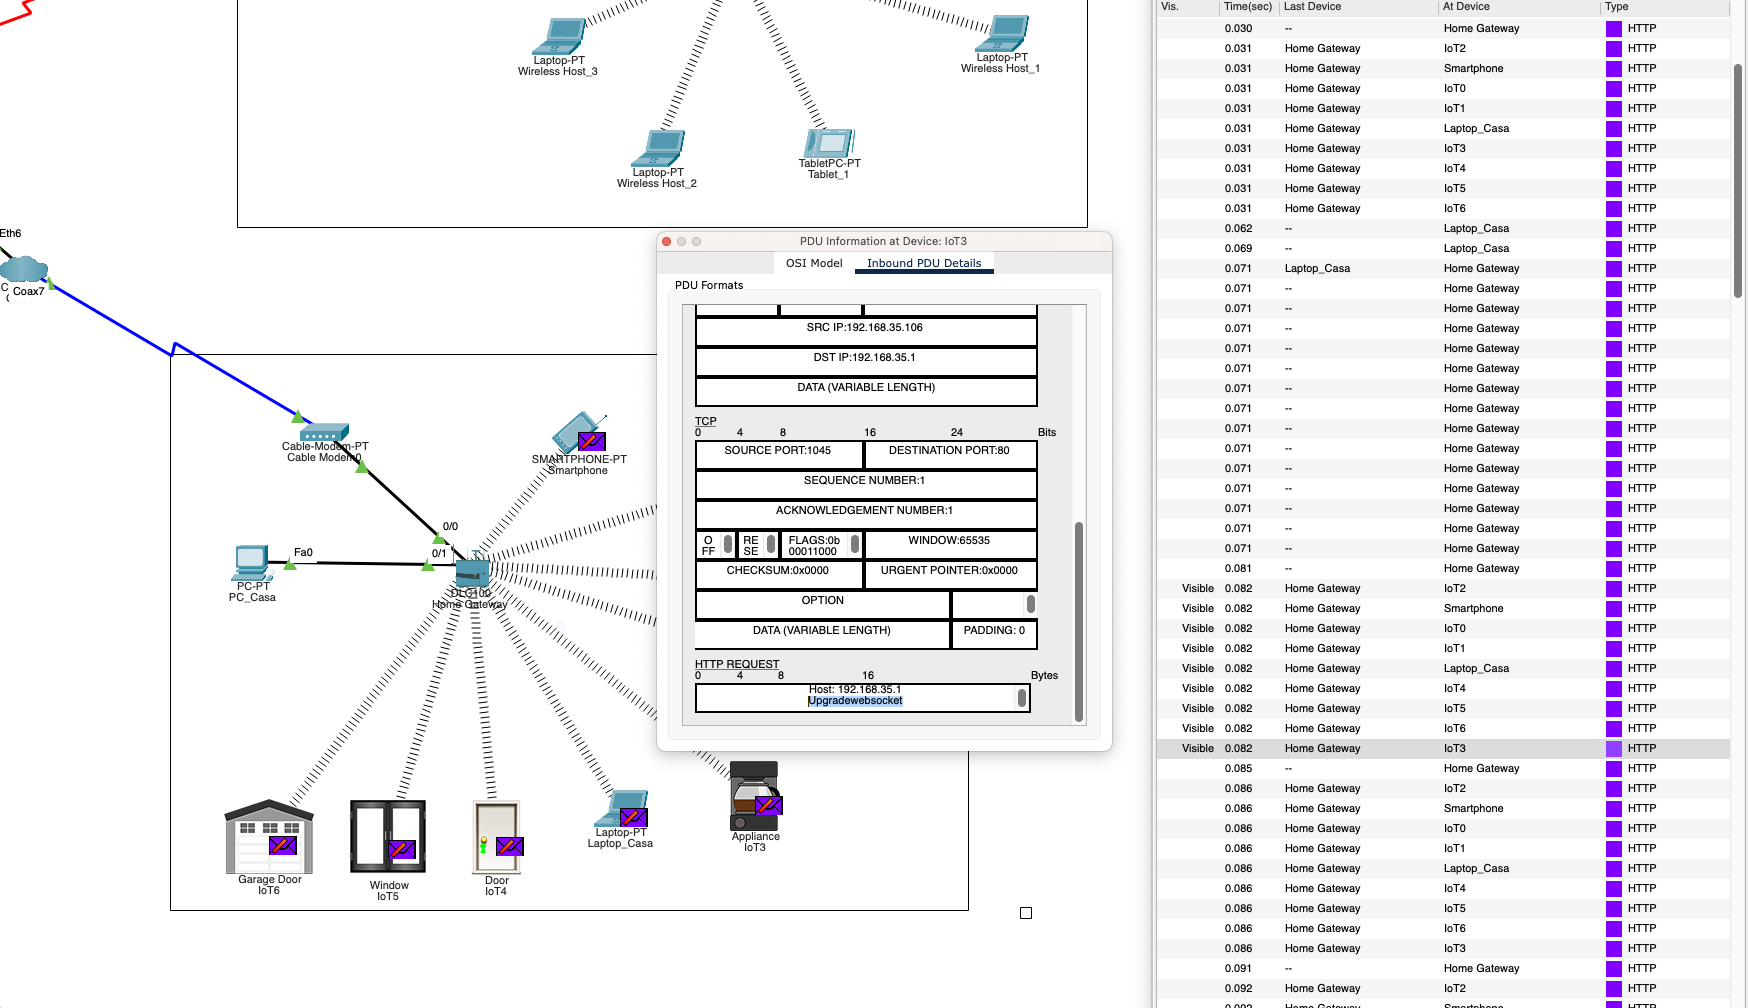 Laptop-PT
Wireless Host_3
Laptop-PT
Wireless Host_1
Laptop-PT
Wireless Host_2
TabletPC-PT
Tablet_1
Eth6
Coax7
Cable-Modem-PT
Cable Modem0
SMARTPHONE-PT
Smartphone
0/0
0/1
Fa0
PC-PT
PC_Casa
DLC100
Home Gateway
Garage Door
IoT6
Window
IoT5
Door
IoT4
Laptop-PT
Laptop_Casa
Appliance
IoT3
PDU Information at Device: IoT3
OSI Model Inbound PDU Details
PDU Formats
SRC IP:192.168.35.106
DST IP:192.168.35.1
DATA (VARIABLE LENGTH)
TCP
0 4 8 16 24 Bits
SOURCE PORT:1045 DESTINATION PORT:80
SEQUENCE NUMBER:1
ACKNOWLEDGEMENT NUMBER:1
O
FF
RE
SE
FLAGS:0b
00011000
WINDOW:65535
CHECKSUM:0x0000 URGENT POINTER:0x0000
OPTION
DATA (VARIABLE LENGTH) PADDING: 0
HTTP REQUEST
0 4 8 16 Bytes
Host: 192.168.35.1
Upgradewebsocket
Vis. Time(sec) Last Device At Device Type
0.030 -- Home Gateway HTTP
0.031 Home Gateway IoT2 HTTP
0.031 Home Gateway Smartphone HTTP
0.031 Home Gateway IoT0 HTTP
0.031 Home Gateway IoT1 HTTP
0.031 Home Gateway Laptop_Casa HTTP
0.031 Home Gateway IoT3 HTTP
0.031 Home Gateway IoT4 HTTP
0.031 Home Gateway IoT5 HTTP
0.031 Home Gateway IoT6 HTTP
0.062 -- Laptop_Casa HTTP
0.069 -- Laptop_Casa HTTP
0.071 Laptop_Casa Home Gateway HTTP
0.071 -- Home Gateway HTTP
0.071 -- Home Gateway HTTP
0.071 -- Home Gateway HTTP
0.071 -- Home Gateway HTTP
0.071 -- Home Gateway HTTP
0.071 -- Home Gateway HTTP
0.071 -- Home Gateway HTTP
0.071 -- Home Gateway HTTP
0.071 -- Home Gateway HTTP
0.071 -- Home Gateway HTTP
0.071 -- Home Gateway HTTP
0.071 -- Home Gateway HTTP
0.071 -- Home Gateway HTTP
0.071 -- Home Gateway HTTP
0.081 -- Home Gateway HTTP
Visible 0.082 Home Gateway IoT2 HTTP
Visible 0.082 Home Gateway Smartphone HTTP
Visible 0.082 Home Gateway IoT0 HTTP
Visible 0.082 Home Gateway IoT1 HTTP
Visible 0.082 Home Gateway Laptop_Casa HTTP
Visible 0.082 Home Gateway IoT4 HTTP
Visible 0.082 Home Gateway IoT5 HTTP
Visible 0.082 Home Gateway IoT6 HTTP
Visible 0.082 Home Gateway IoT3 HTTP
0.085 -- Home Gateway HTTP
0.086 Home Gateway IoT2 HTTP
0.086 Home Gateway Smartphone HTTP
0.086 Home Gateway IoT0 HTTP
0.086 Home Gateway IoT1 HTTP
0.086 Home Gateway Laptop_Casa HTTP
0.086 Home Gateway IoT4 HTTP
0.086 Home Gateway IoT5 HTTP
0.086 Home Gateway IoT6 HTTP
0.086 Home Gateway IoT3 HTTP
0.091 -- Home Gateway HTTP
0.092 Home Gateway IoT2 HTTP